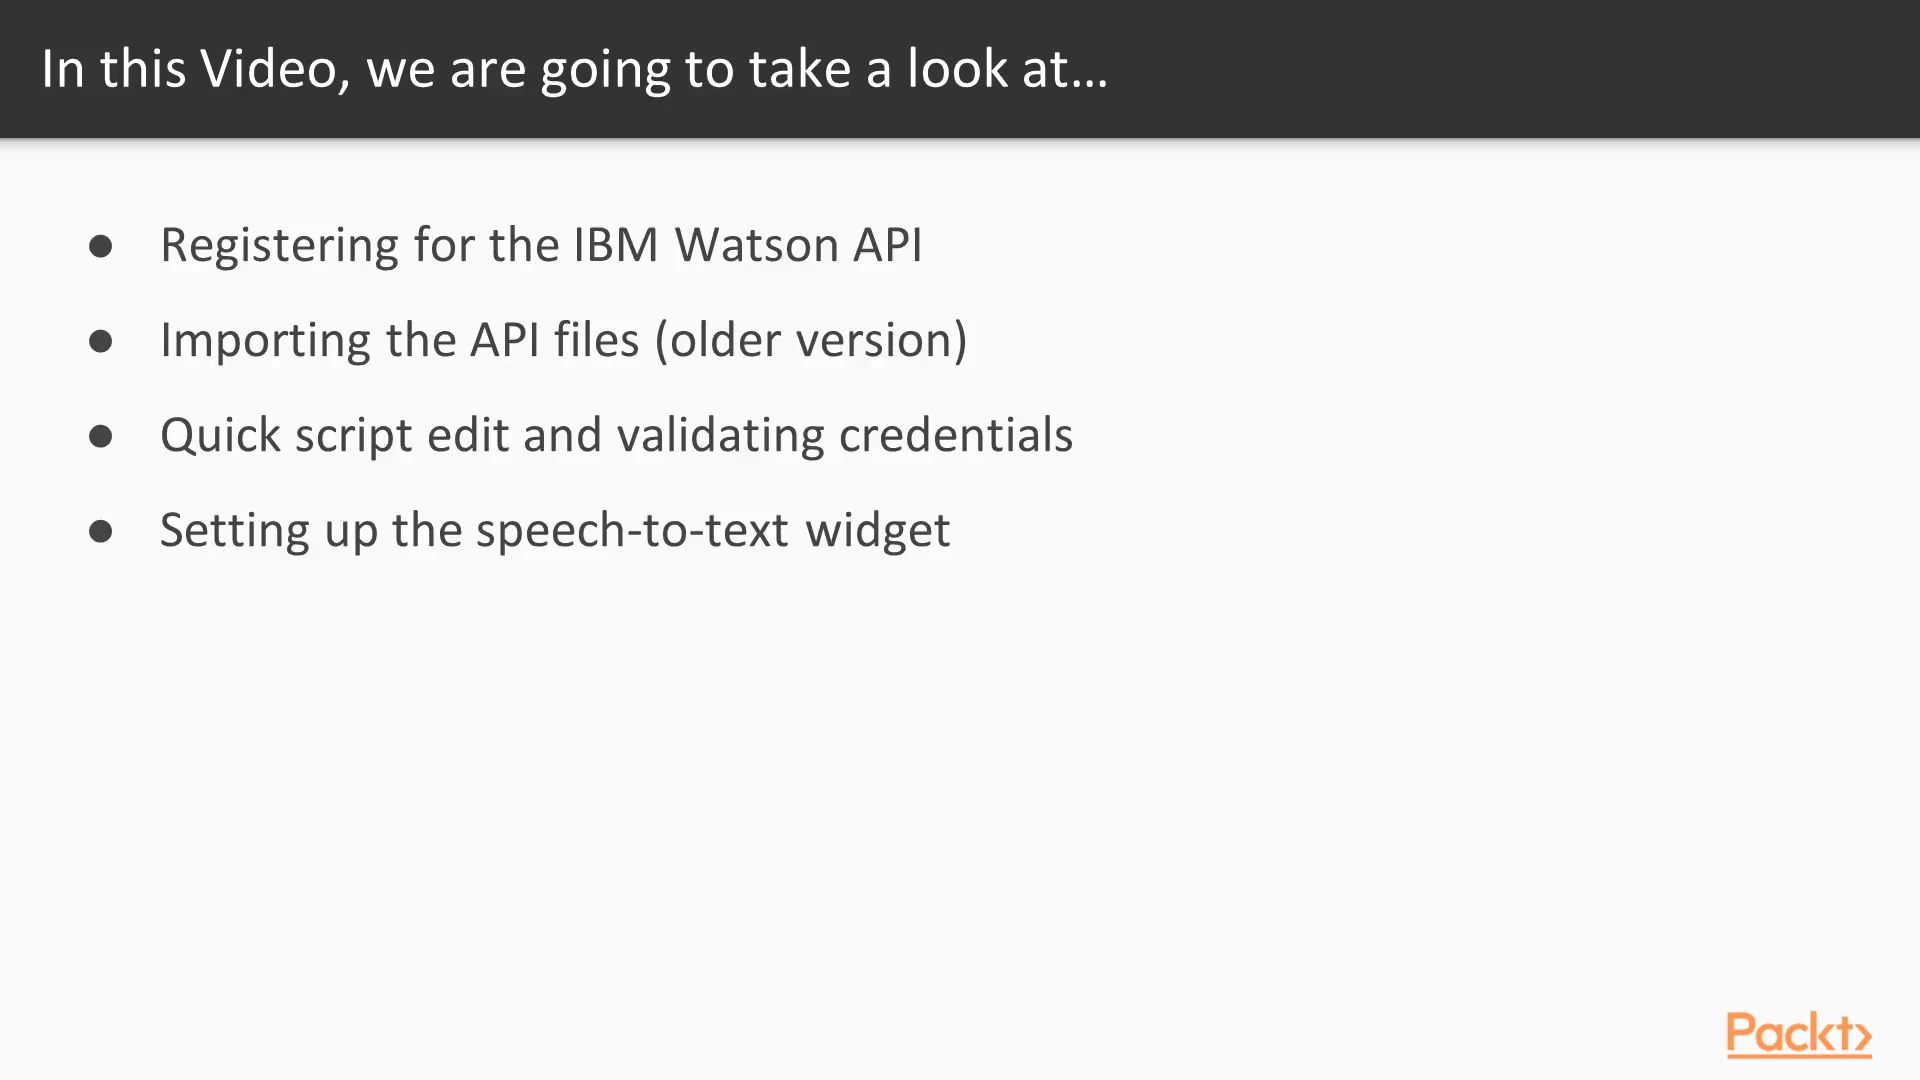 In this Video, we are going to take a look at...
● Registering for the IBM Watson API
● Importing the API files (older version)
● Quick script edit and validating credentials
● Setting up the speech-to-text widget
Packt>